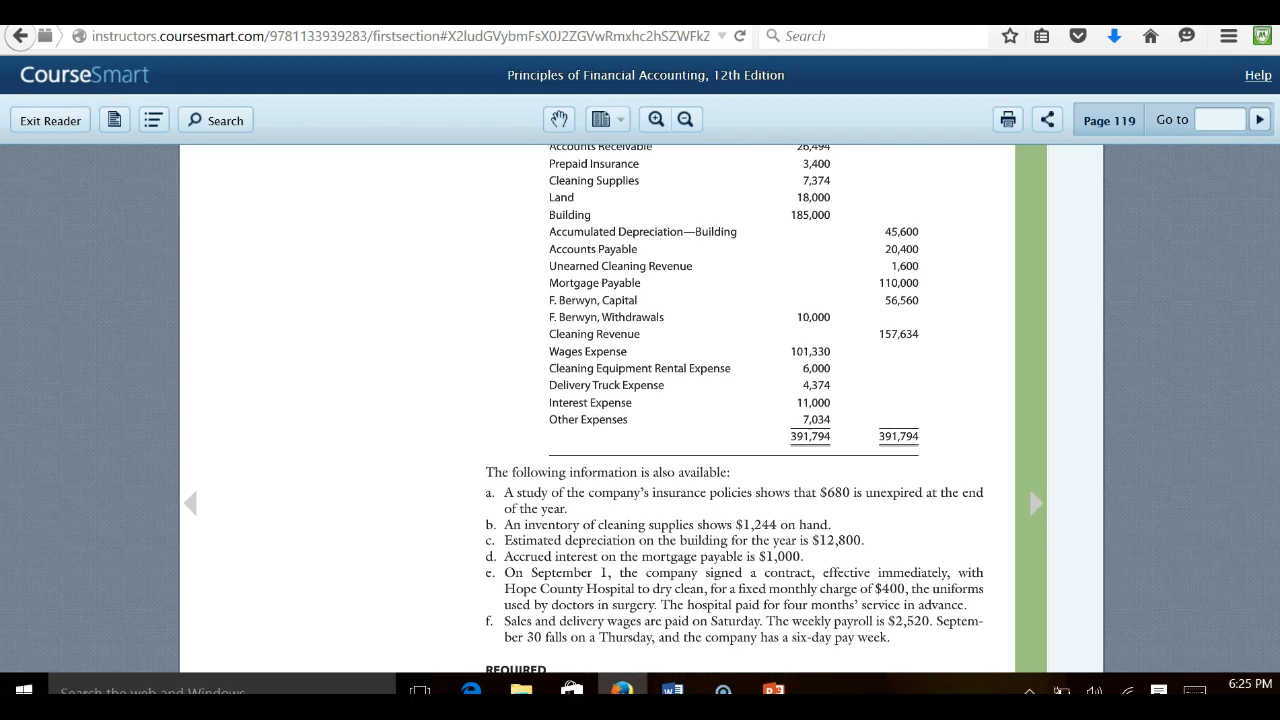 instructors.coursesmart.com/9781133939283/firstsection#X2ludGVybmFsX0J2ZGVwRmxhc2hSZWFkZ Search
CourseSmart Principles of Financial Accounting, 12th Edition Help
Exit Reader Search Page 119 Go to
Accounts Receivable 26,494
Prepaid Insurance 3,400
Cleaning Supplies 7,374
Land 18,000
Building 185,000
Accumulated Depreciation—Building 45,600
Accounts Payable 20,400
Unearned Cleaning Revenue 1,600
Mortgage Payable 110,000
F. Berwyn, Capital 56,560
F. Berwyn, Withdrawals 10,000
Cleaning Revenue 157,634
Wages Expense 101,330
Cleaning Equipment Rental Expense 6,000
Delivery Truck Expense 4,374
Interest Expense 11,000
Other Expenses 7,034
391,794 391,794
The following information is also available:
a. A study of the company's insurance policies shows that $680 is unexpired at the end
of the year.
b. An inventory of cleaning supplies shows $1,244 on hand.
c. Estimated depreciation on the building for the year is $12,800.
d. Accrued interest on the mortgage payable is $1,000.
e. On September 1, the company signed a contract, effective immediately, with
Hope County Hospital to dry clean, for a fixed monthly charge of $400, the uniforms
used by doctors in surgery. The hospital paid for four months' service in advance.
f. Sales and delivery wages are paid on Saturday. The weekly payroll is $2,520. Septem-
ber 30 falls on a Thursday, and the company has a six-day pay week.
REQUIRED
Search the web and Windows 6:25 PM